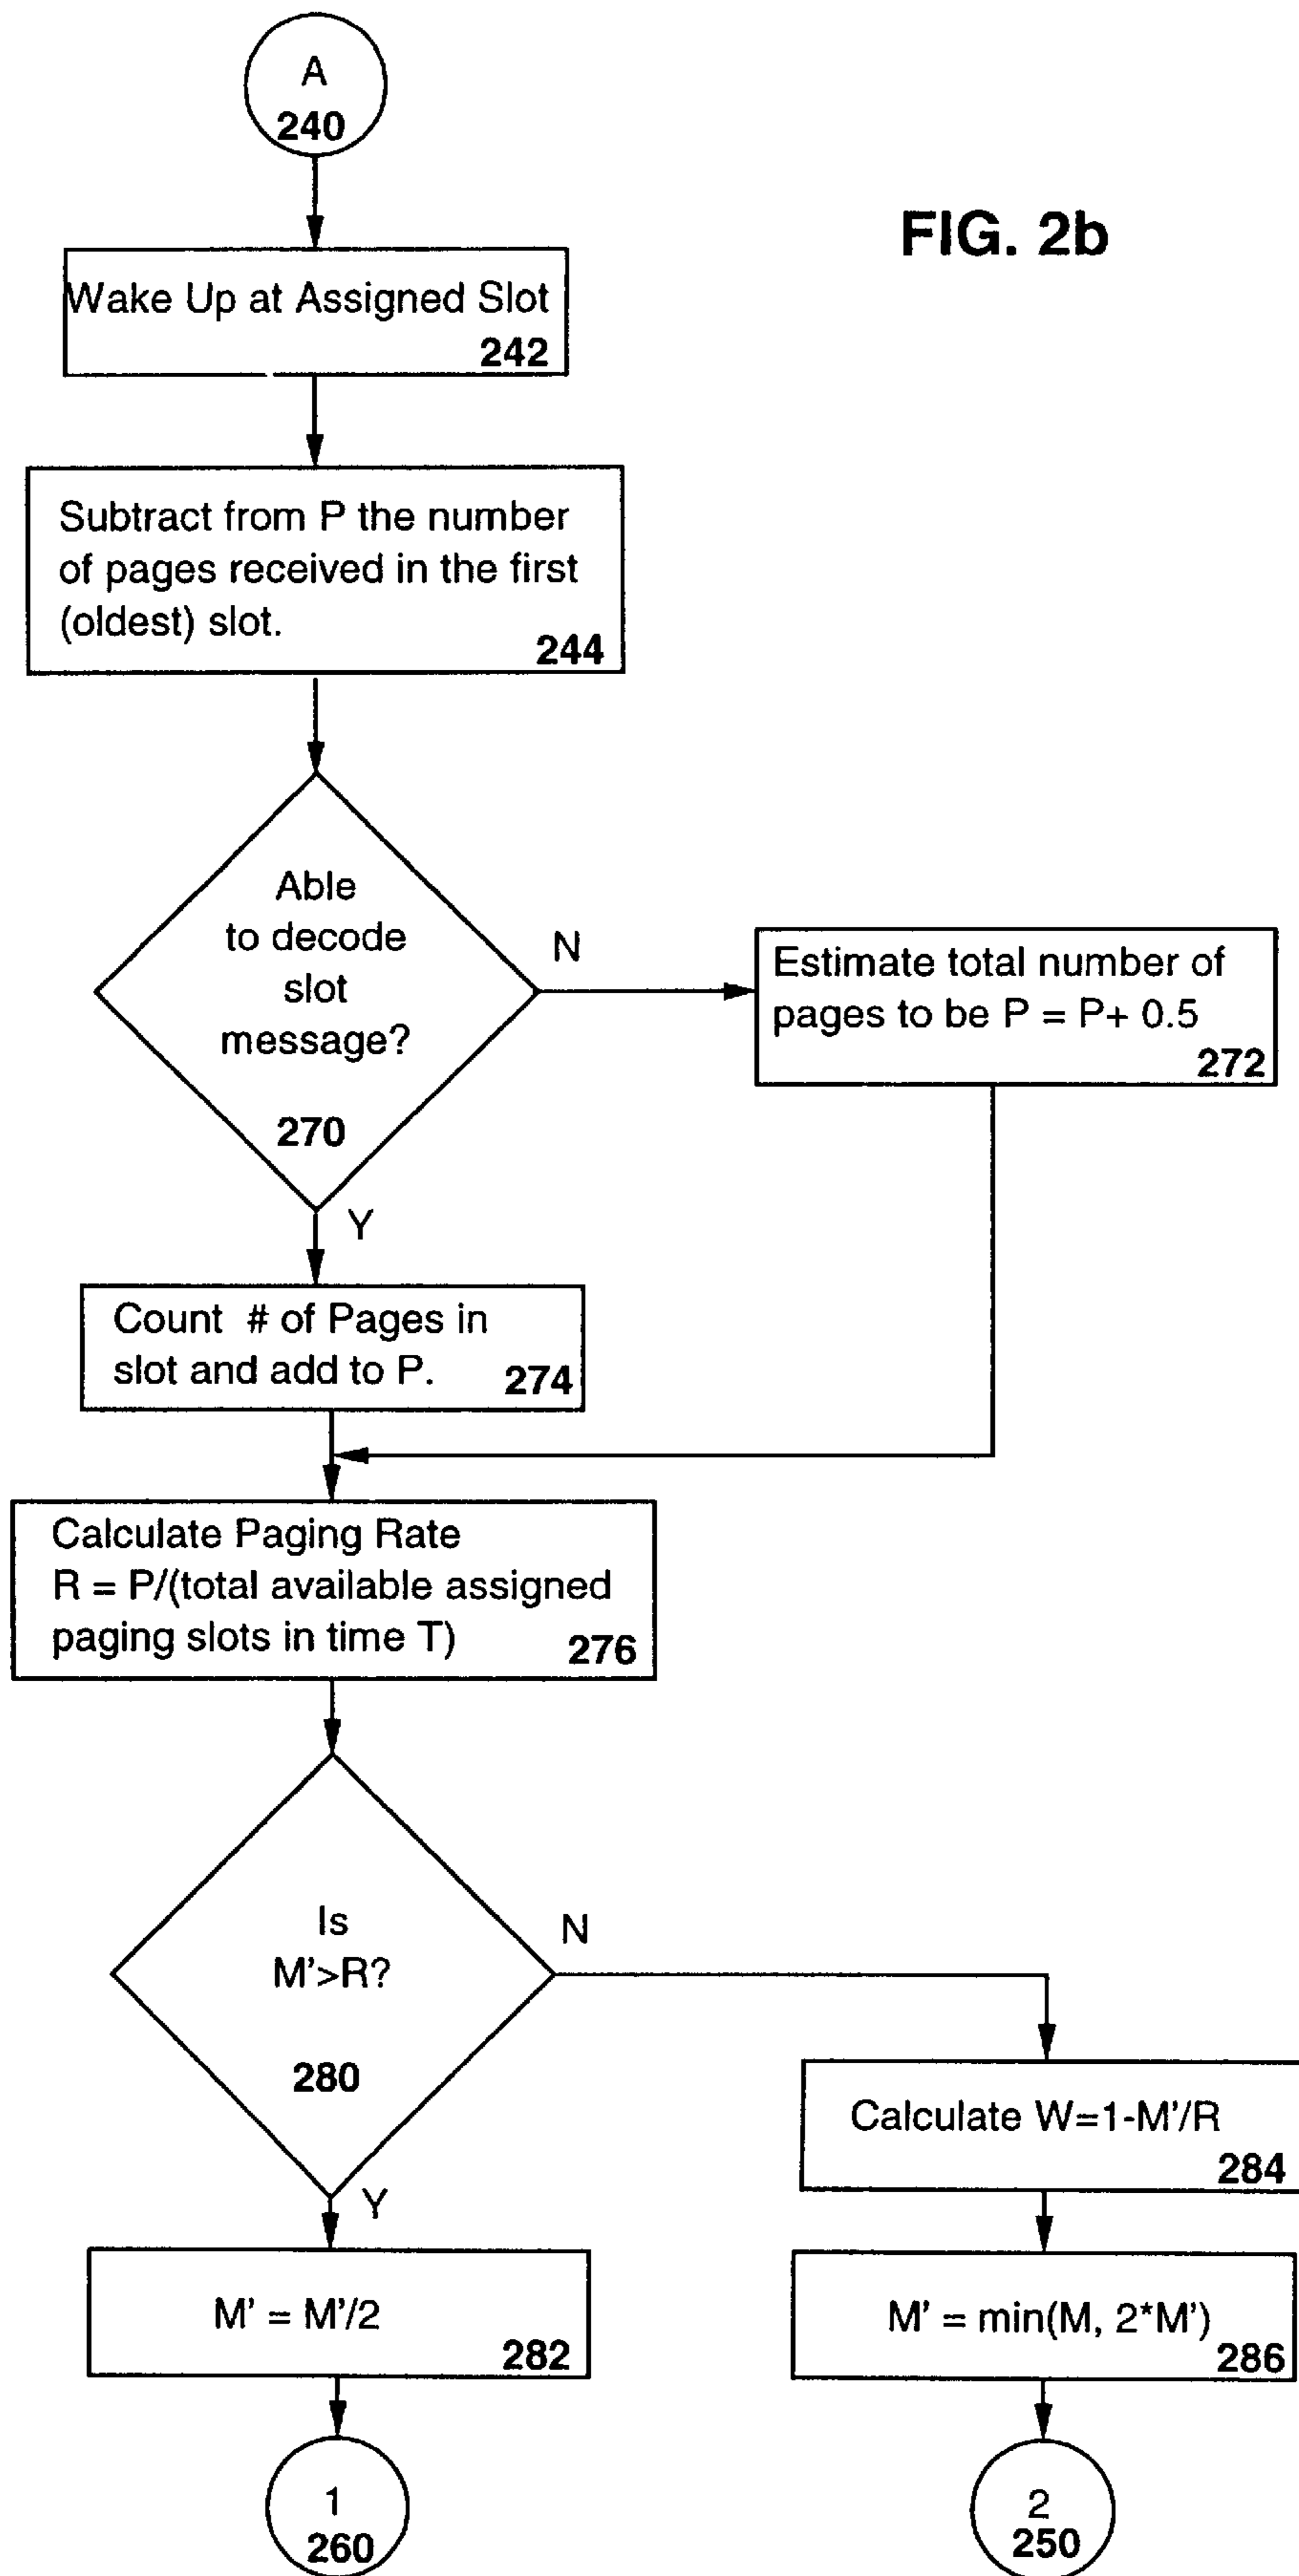 A
240
FIG. 2b
Wake Up at Assigned Slot
242
Subtract from P the number
of pages received in the first
(oldest) slot.
244
Able
to decode
slot
message?
270
N
Estimate total number of
pages to be P = P+ 0.5
272
Y
Count # of Pages in
slot and add to P.
274
Calculate Paging Rate
R = P/(total available assigned
paging slots in time T)
276
Is
M'>R?
280
N
Calculate W=1-M'/R
284
Y
M' = M'/2
282
M' = min(M, 2*M')
286
1
260
2
250